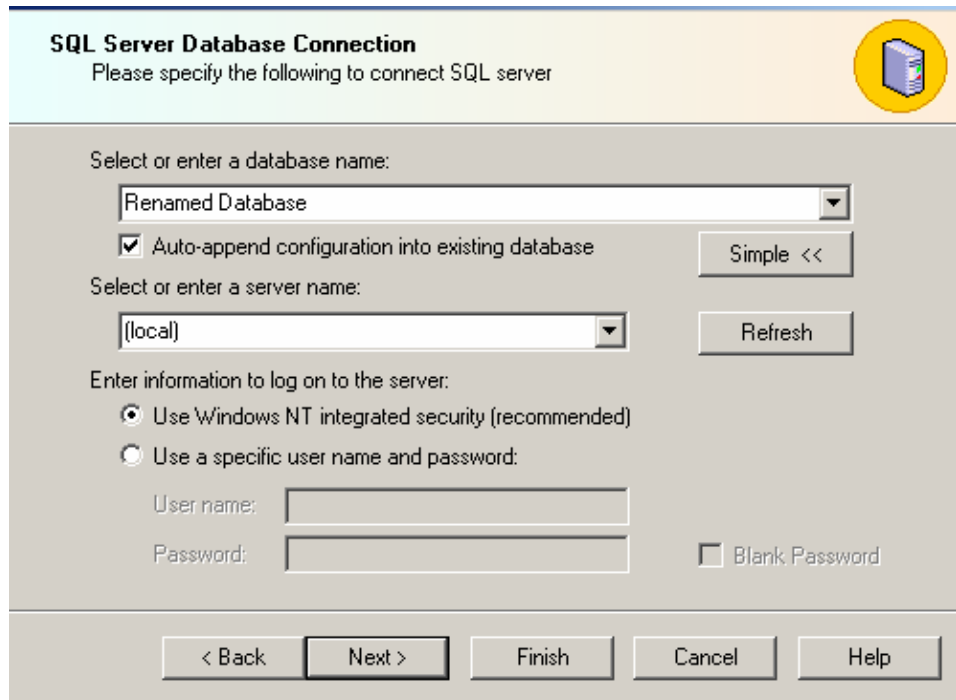 SQL Server Database Connection
Please specify the following to connect SQL server
Select or enter a database name:
Renamed Database
Auto-append configuration into existing database
Simple <<
Select or enter a server name:
(local)
Refresh
Enter information to log on to the server:
Use Windows NT integrated security (recommended)
Use a specific user name and password:
User name:
Password:
Blank Password
< Back
Next >
Finish
Cancel
Help